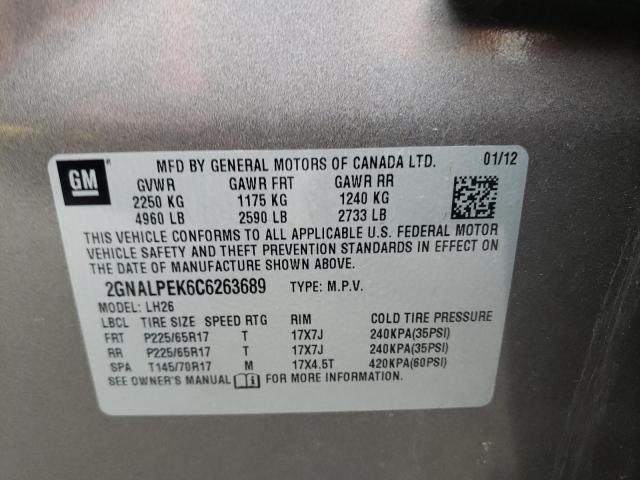 GM
MFD BY GENERAL MOTORS OF CANADA LTD. 01/12
GVWR GAWR FRT GAWR RR
2250 KG 1175 KG 1240 KG
4960 LB 2590 LB 2733 LB
THIS VEHICLE CONFORMS TO ALL APPLICABLE U.S. FEDERAL MOTOR
VEHICLE SAFETY AND THEFT PREVENTION STANDARDS IN EFFECT ON
THE DATE OF MANUFACTURE SHOWN ABOVE.
2GNALPEK6C6263689 TYPE: M.P.V.
MODEL: LH26
LBCL TIRE SIZE SPEED RTG RIM COLD TIRE PRESSURE
FRT P225/65R17 T 17X7J 240KPA(35PSI)
RR P225/65R17 T 17X7J 240KPA(35PSI)
SPA T145/70R17 M 17X4.5T 420KPA(60PSI)
SEE OWNER'S MANUAL FOR MORE INFORMATION.